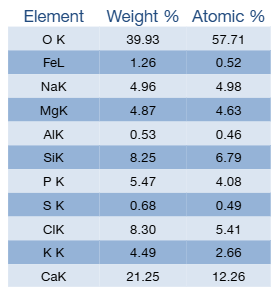 Element Weight % Atomic %
O K 39.93 57.71
FeL 1.26 0.52
NaK 4.96 4.98
MgK 4.87 4.63
AlK 0.53 0.46
SiK 8.25 6.79
P K 5.47 4.08
S K 0.68 0.49
ClK 8.30 5.41
K K 4.49 2.66
CaK 21.25 12.26